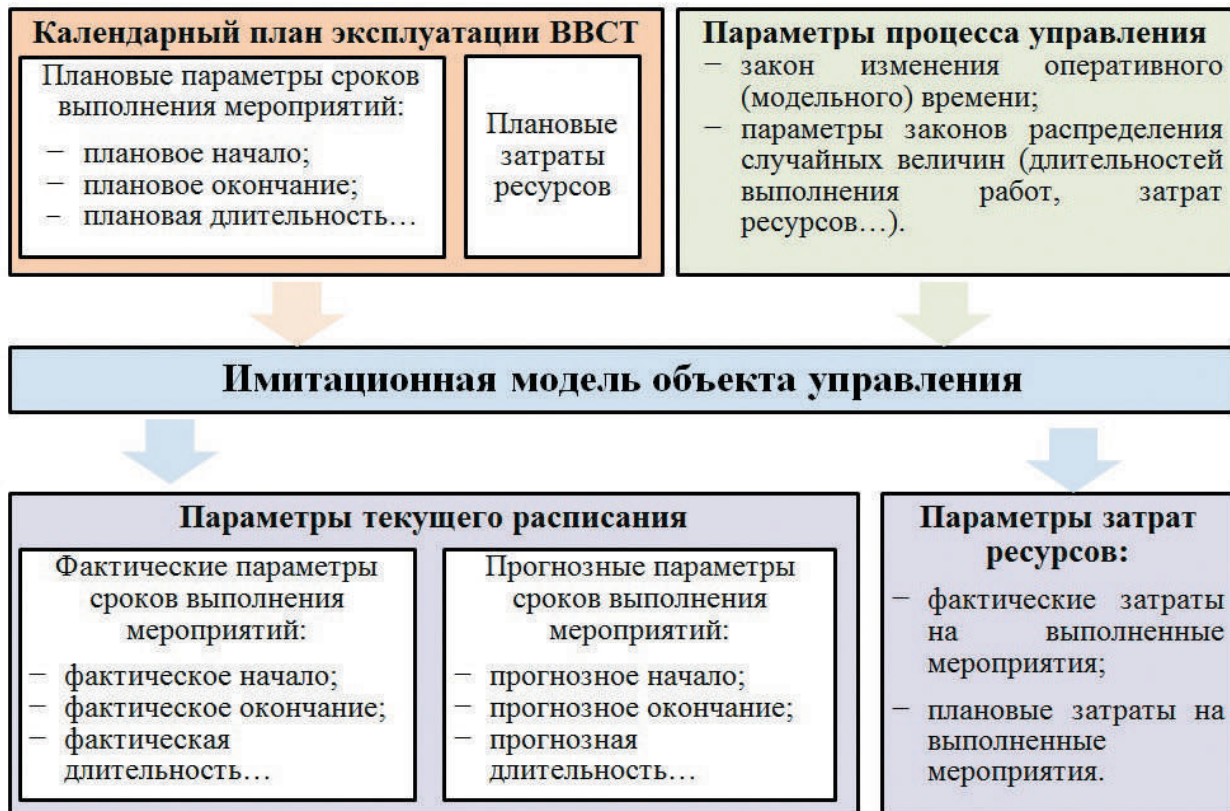 Календарный план эксплуатации ВВСТ
Плановые параметры сроков
выполнения мероприятий:
− плановое начало;
− плановое окончание;
− плановая длительность…
Плановые
затраты
ресурсов
Параметры процесса управления
− закон изменения оперативного
(модельного) времени;
− параметры законов распределения
случайных величин (длительностей
выполнения работ, затрат
ресурсов…).
Имитационная модель объекта управления
Параметры текущего расписания
Фактические параметры
сроков выполнения
мероприятий:
− фактическое начало;
− фактическое окончание;
− фактическая
длительность…
Прогнозные параметры
сроков выполнения
мероприятий:
− прогнозное начало;
− прогнозное окончание;
− прогнозная
длительность…
Параметры затрат
ресурсов:
− фактические затраты
на выполненные
мероприятия;
− плановые затраты на
выполненные
мероприятия.